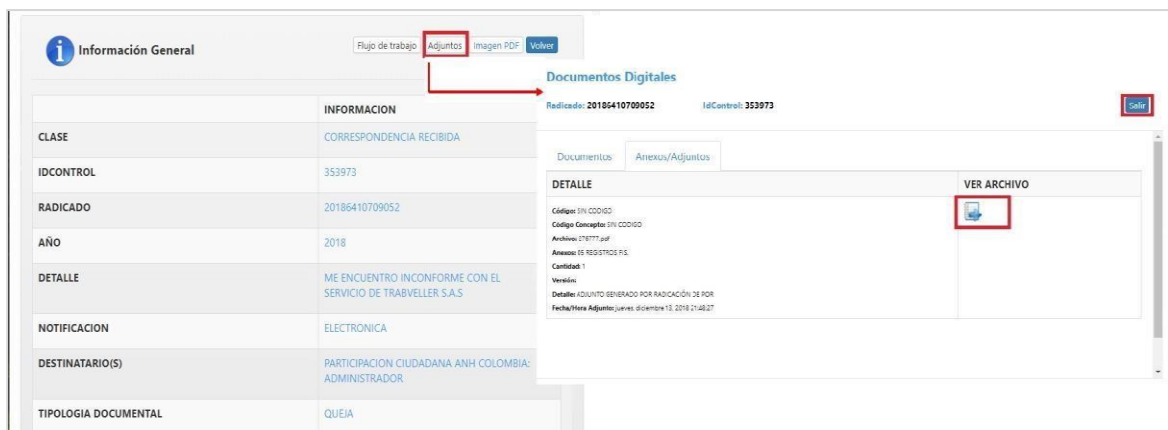 Información General
Flujo de trabajo Adjuntos Imagen PDF Volver
INFORMACION
CLASE CORRESPONDENCIA RECIBIDA
IDCONTROL 353973
RADICADO 20186410709052
AÑO 2018
DETALLE ME ENCUENTRO INCONFORME CON EL
SERVICIO DE TRABVELLER S.A.S
NOTIFICACION ELECTRONICA
DESTINATARIO(S) PARTICIPACION CIUDADANA ANH COLOMBIA:
ADMINISTRADOR
TIPOLOGIA DOCUMENTAL QUEJA
Documentos Digitales
Radicado: 20186410709052 IdControl: 353973
Salir
Documentos Anexos/Adjuntos
DETALLE VER ARCHIVO
Código: SIN CODIGO
Código Concepto: SIN CODIGO
Archivo:
Anexos: REGISTROS FIS.
Cantidad: 1
Versión:
Detalle: ADJUNTO GENERADO POR RADICACIÓN DE PQR
Fecha/Hora Adjunto: jueves, diciembre 13, 2018 21:48:27